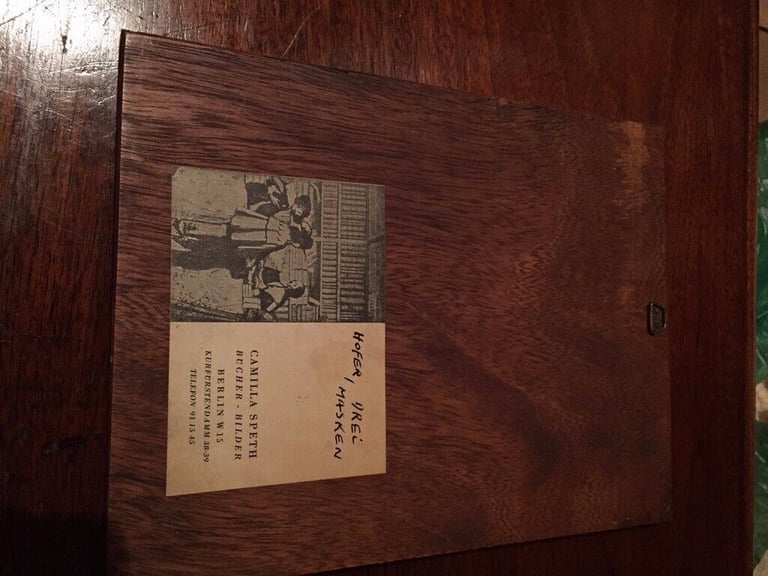 HOFER, DREI
MASKEN
CAMILLA SPETH
BÜCHER · BILDER
BERLIN W 15
KURFÜRSTENDAMM 38-39
TELEFON 91 15 45